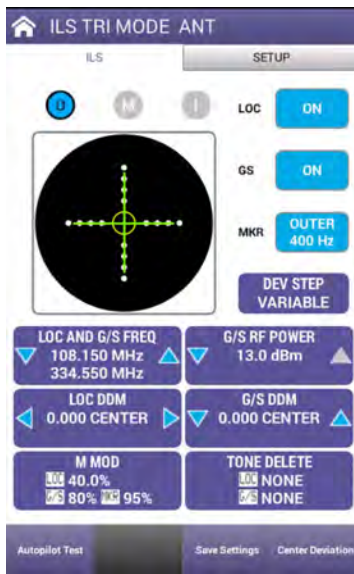 ILS TRI MODE ANT
ILS SETUP
O M I LOC ON
GS ON
MKR OUTER
400 Hz
DEV STEP
VARIABLE
LOC AND G/S FREQ
108.150 MHz
334.550 MHz
G/S RF POWER
13.0 dBm
LOC DDM
0.000 CENTER
G/S DDM
0.000 CENTER
M MOD
LOC 40.0%
G/S 80% MKR 95%
TONE DELETE
LOC NONE
G/S NONE
Autopilot Test Save Settings Center Deviation